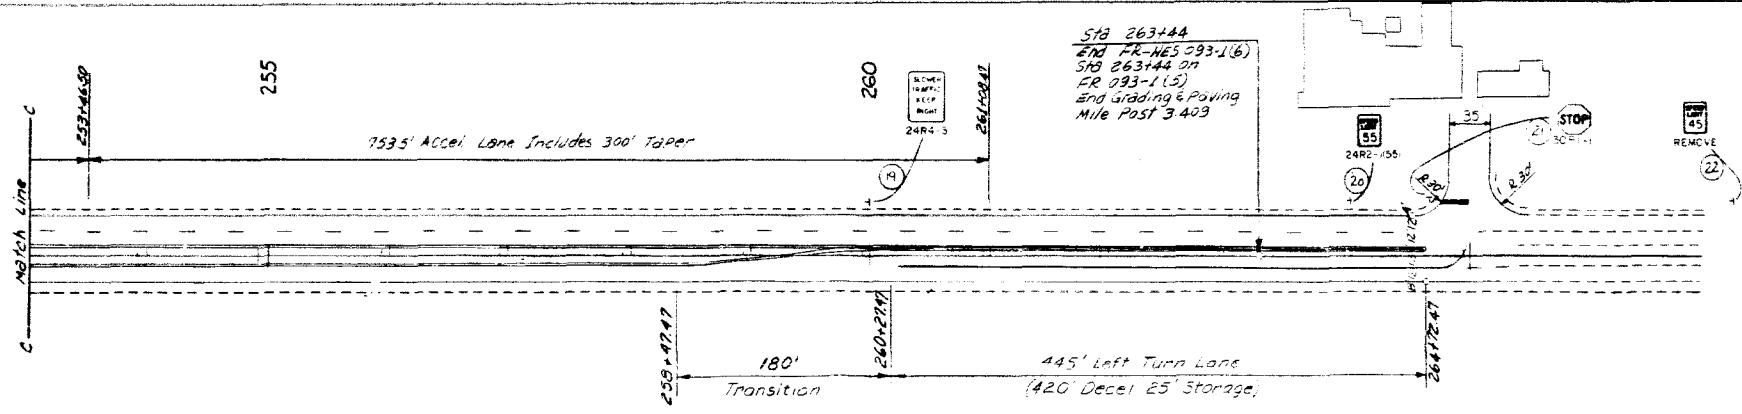 Sta 263+44
End FR-HES 093-1(6)
Sta 263+44 on
FR 093-1(5)
End Grading & Paving
Mile Post 3.409
253+46.50
255
260
SLOWER
TRAFFIC
KEEP
RIGHT
24R4-3
261+08.47
753.5' Accel. Lane Includes 300' Taper
19
55
24R2-1(55)
20
35
21
STOP
45
REMOVE
22
R 30'
R 30'
C
Match Line
C
258+47.47
180'
Transition
260+27.47
445' Left Turn Lane
(420' Decel 25' Storage)
264+72.47